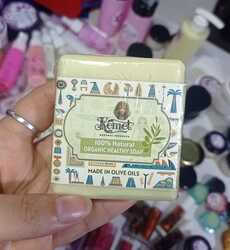 Kemet
100% Natural
ORGANIC HEALTHY SOAP
MADE IN OLIVE OILS